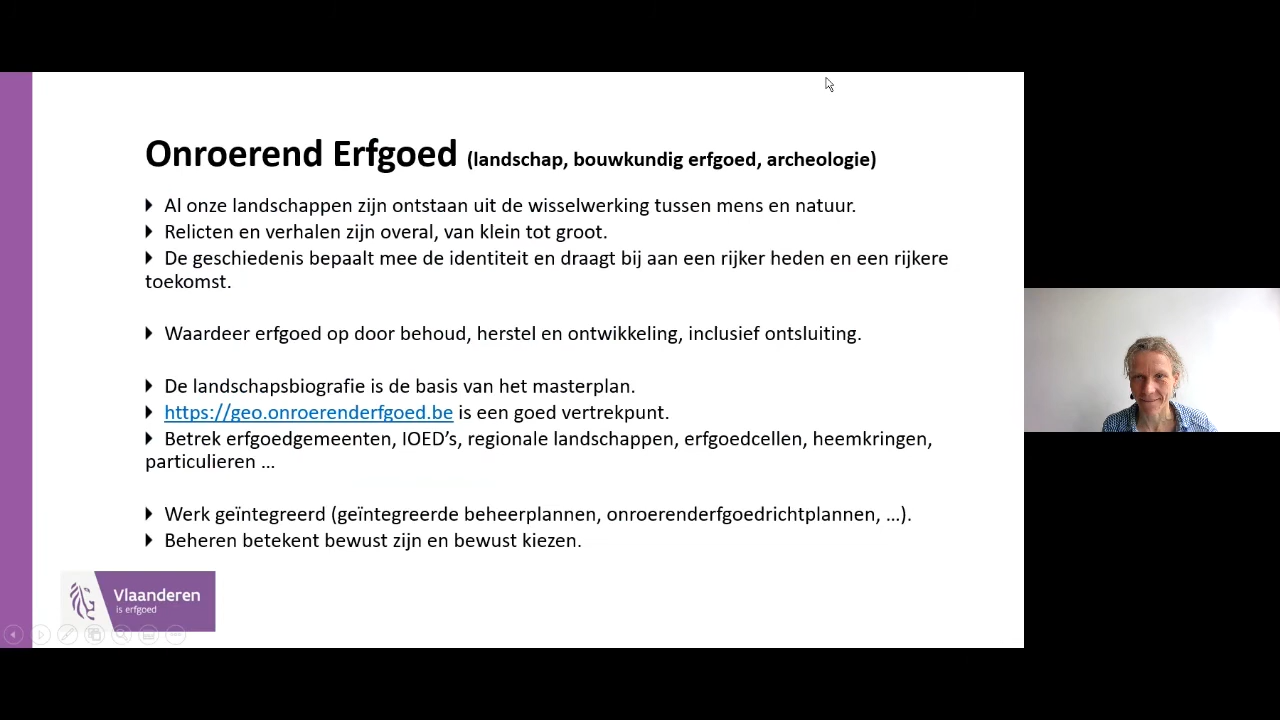 Onroerend Erfgoed (landschap, bouwkundig erfgoed, archeologie)
Al onze landschappen zijn ontstaan uit de wisselwerking tussen mens en natuur.
Relicten en verhalen zijn overal, van klein tot groot.
De geschiedenis bepaalt mee de identiteit en draagt bij aan een rijker heden en een rijkere
toekomst.
Waardeer erfgoed op door behoud, herstel en ontwikkeling, inclusief ontsluiting.
De landschapsbiografie is de basis van het masterplan.
https://geo.onroerenderfgoed.be is een goed vertrekpunt.
Betrek erfgoedgemeenten, IOED’s, regionale landschappen, erfgoedcellen, heemkringen,
particulieren …
Werk geïntegreerd (geïntegreerde beheerplannen, onroerenderfgoedrichtplannen, …).
Beheren betekent bewust zijn en bewust kiezen.
Vlaanderen
is erfgoed